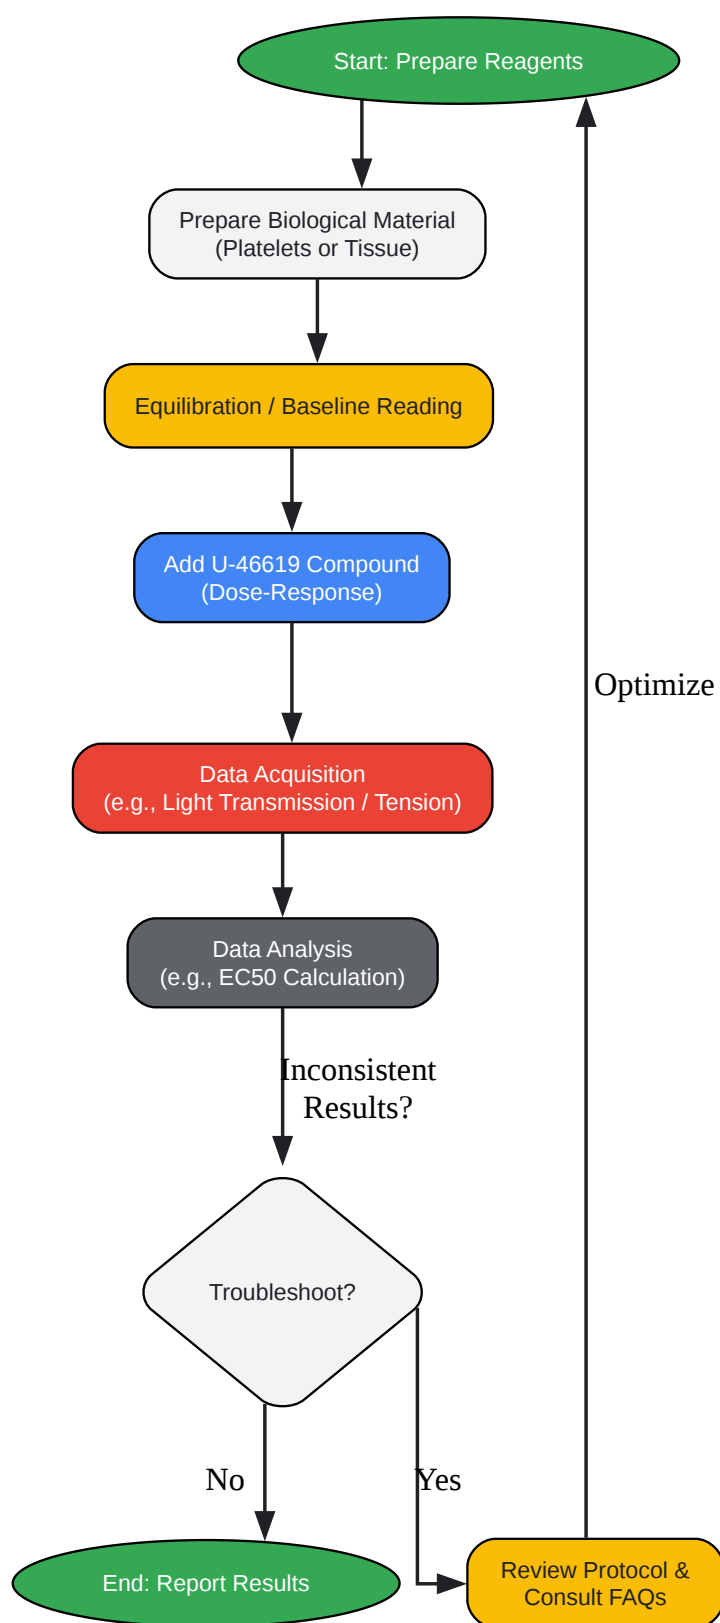 Start: Prepare Reagents
Prepare Biological Material
(Platelets or Tissue)
Equilibration / Baseline Reading
Add U-46619 Compound
(Dose-Response)
Optimize
Data Acquisition
(e.g., Light Transmission / Tension)
Data Analysis
(e.g., EC50 Calculation)
Inconsistent
Results?
Troubleshoot?
No
Yes
End: Report Results
Review Protocol &
Consult FAQs